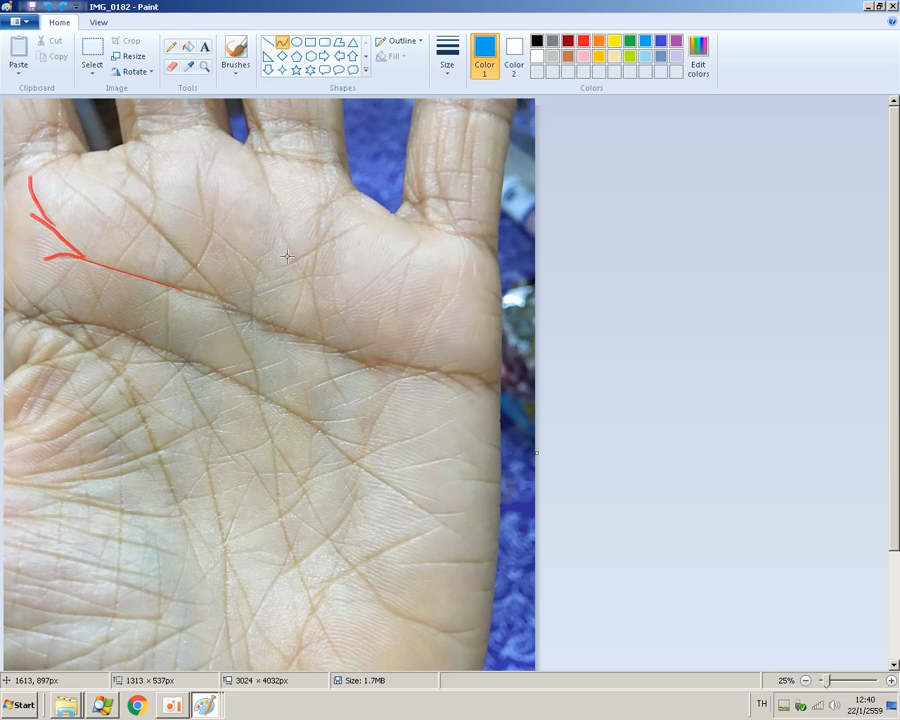 IMG_0182 - Paint
Home View
Paste
Cut
Copy
Clipboard
Select
Crop
Resize
Rotate
Image
A
Tools
Brushes
Shapes
Outline
Fill
Size
Color 1
Color 2
Edit colors
Colors
1613, 897px
1313 × 537px
3024 × 4032px
Size: 1.7MB
25%
Start
TH
12:40
22/1/2559